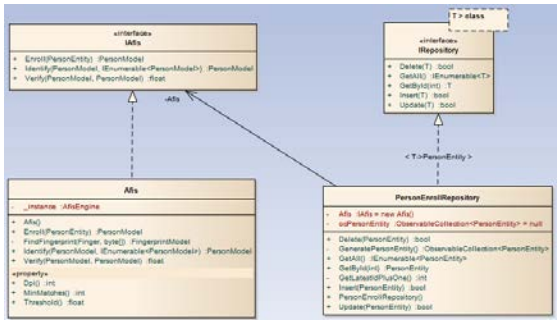 «interface»
IAfis
+ Enroll(PersonEntity) :PersonModel
+ Identify(PersonModel, IEnumerable<PersonModel>) :PersonModel
+ Verify(PersonModel, PersonModel) :float
T > class
«interface»
IRepository
+ Delete(T) :bool
+ GetAll() :IEnumerable<T>
+ GetById(int) :T
+ Insert(T) :bool
+ Update(T) :bool
-Afis
< T->PersonEntity >
Afis
- _instance :AfisEngine
+ Afis()
+ Enroll(PersonEntity) :PersonModel
- FindFingerprint(Finger, byte[]) :FingerprintModel
+ Identify(PersonModel, IEnumerable<PersonModel>) :PersonModel
+ Verify(PersonModel, PersonModel) :float
«property»
+ Dpi() :int
+ MinMatches() :int
+ Threshold() :float
PersonEnrollRepository
- Afis :IAfis = new Afis()
- ocPersonEntity :ObservableCollection<PersonEntity> = null
+ Delete(PersonEntity) :bool
- GeneratePersonEntity() :ObservableCollection<PersonEntity>
+ GetAll() :IEnumerable<PersonEntity>
+ GetById(int) :PersonEntity
+ GetLatestIdPlusOne() :int
+ Insert(PersonEntity) :bool
+ PersonEnrollRepository()
+ Update(PersonEntity) :bool